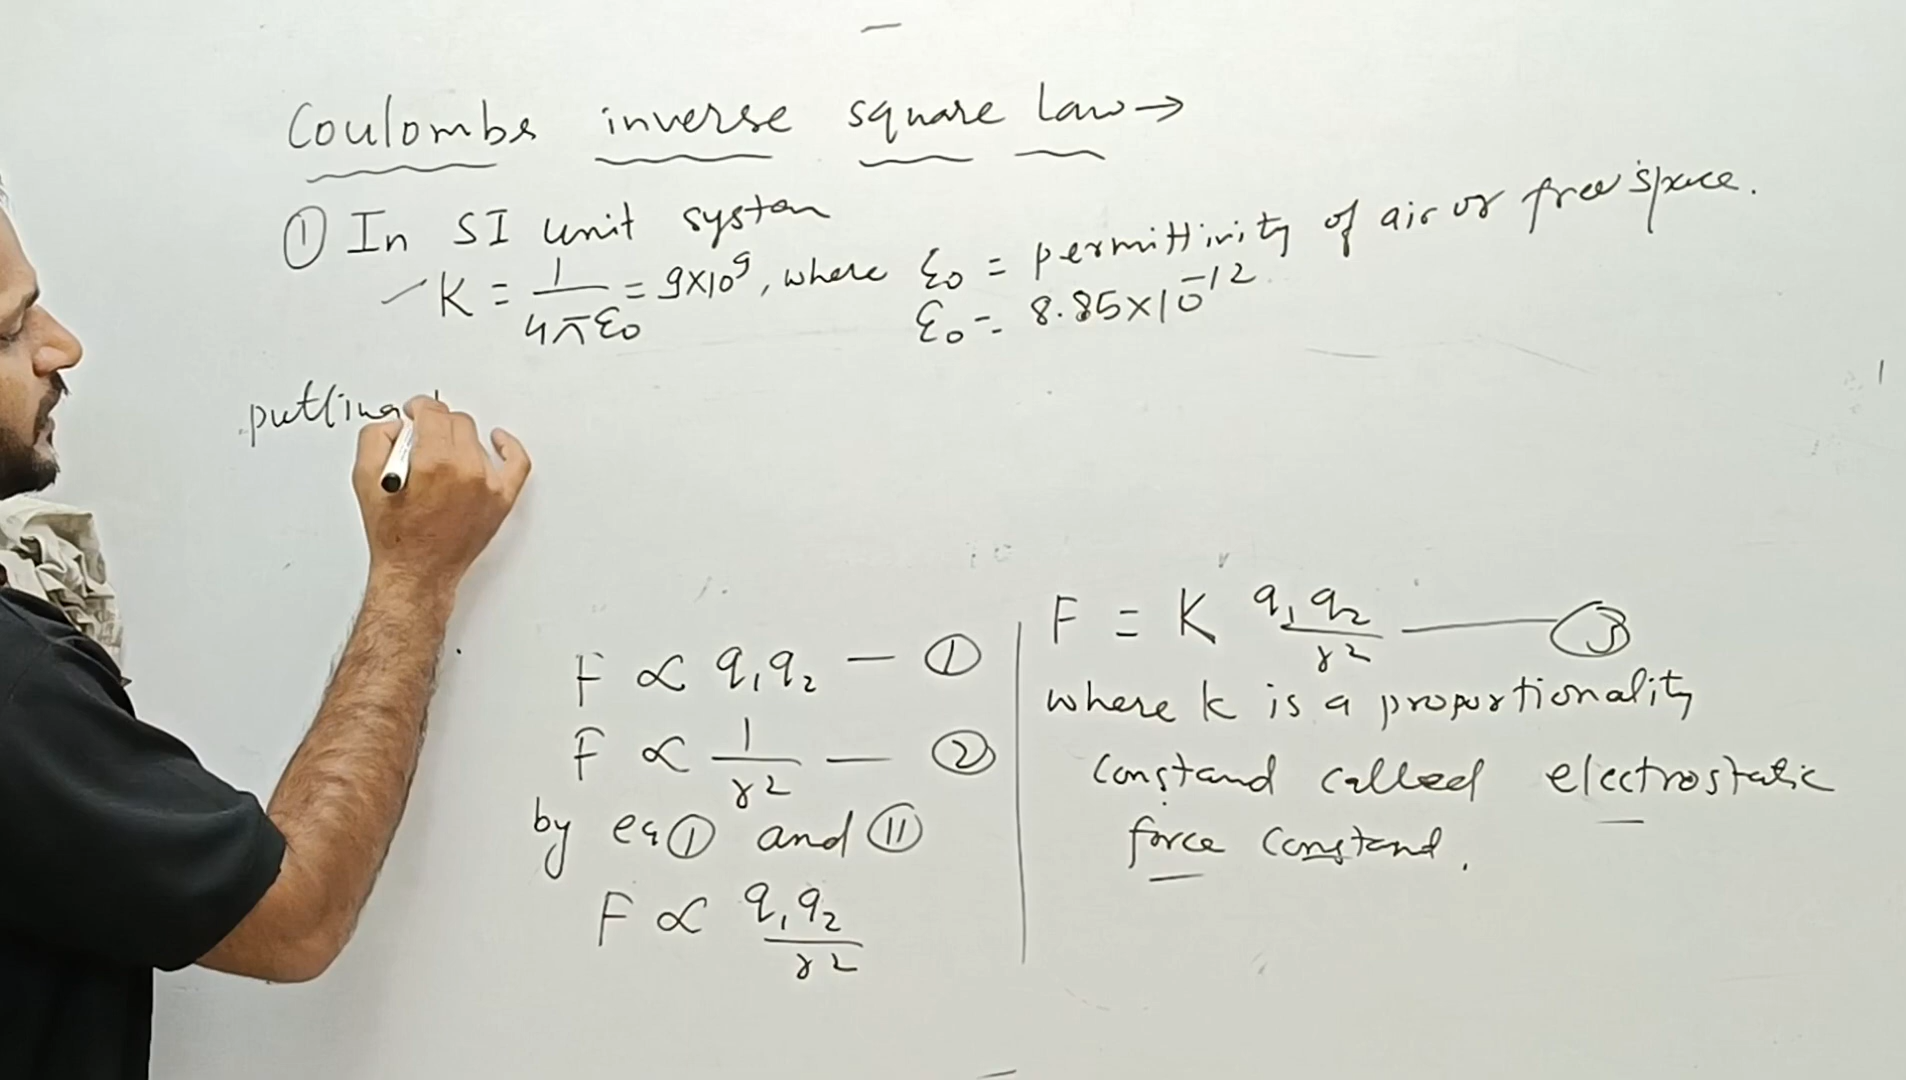 Coulombs inverse square Law→
① In SI unit system
K = 1/4πε0 = 9×10⁹, where ε0 = permittivity of air or free space.
ε0 = 8.85×10⁻¹²
putting
F ∝ q₁q₂ — ①
F ∝ 1/r² — ②
by eq ① and ⑪
F ∝ q₁q₂/r²
F = K q₁q₂/r² — ③
where k is a proportionality
constand called electrostatic
force constand.